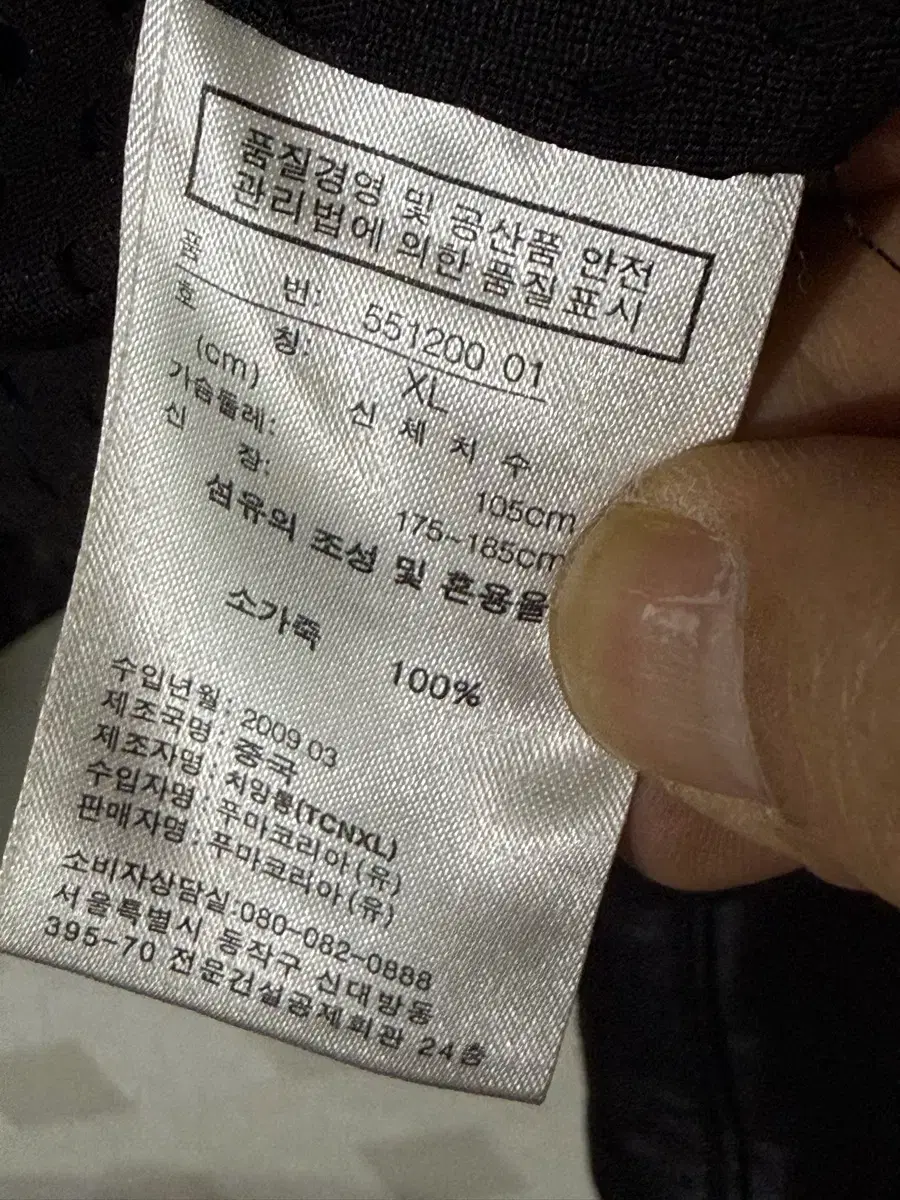 품질경영 및 공산품 안전
관리법에 의한 품질표시
품 번: 551200 01
호 칭: XL
(cm) 신 체 치 수
가슴둘레: 105cm
신 장: 175~185cm
섬유의 조성 및 혼용율
소가죽 100%
수입년월: 2009 03
제조국명: 중국
제조자명: 치앙통(TCNXL)
수입자명: 푸마코리아(유)
판매자명: 푸마코리아(유)
소비자상담실:080-082-0888
서울특별시 동작구 신대방동
395-70 전문건설공제회관 24층